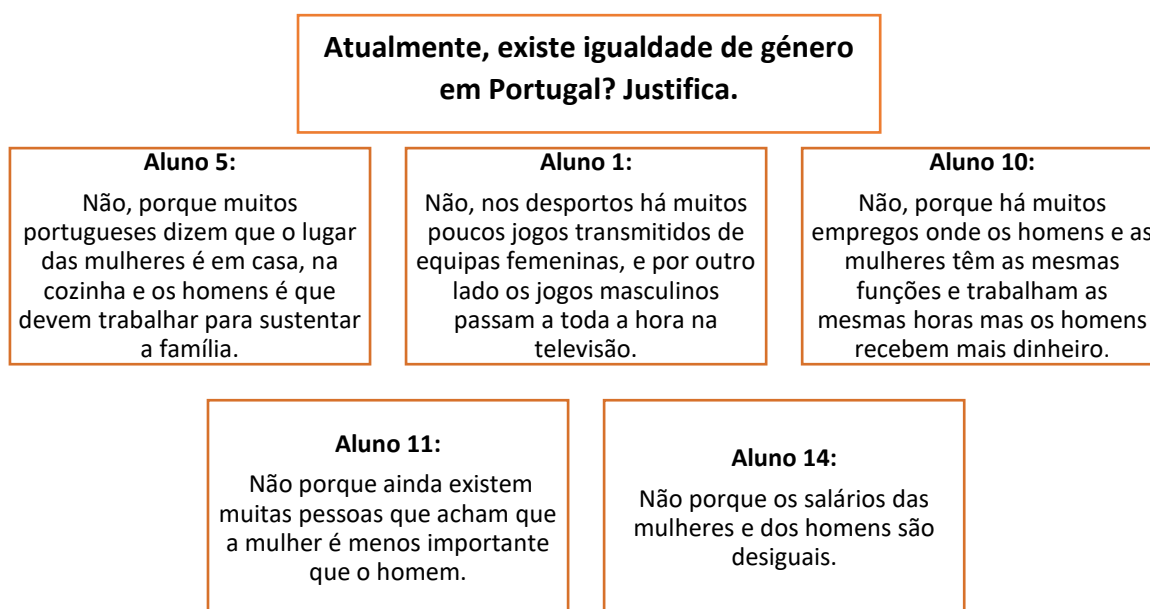 Atualmente, existe igualdade de género
em Portugal? Justifica.
Aluno 5:
Não, porque muitos
portugueses dizem que o lugar
das mulheres é em casa, na
cozinha e os homens é que
devem trabalhar para sustentar
a família.
Aluno 1:
Não, nos desportos há muitos
poucos jogos transmitidos de
equipas femeninas, e por outro
lado os jogos masculinos
passam a toda a hora na
televisão.
Aluno 10:
Não, porque há muitos
empregos onde os homens e as
mulheres têm as mesmas
funções e trabalham as
mesmas horas mas os homens
recebem mais dinheiro.
Aluno 11:
Não porque ainda existem
muitas pessoas que acham que
a mulher é menos importante
que o homem.
Aluno 14:
Não porque os salários das
mulheres e dos homens são
desiguais.